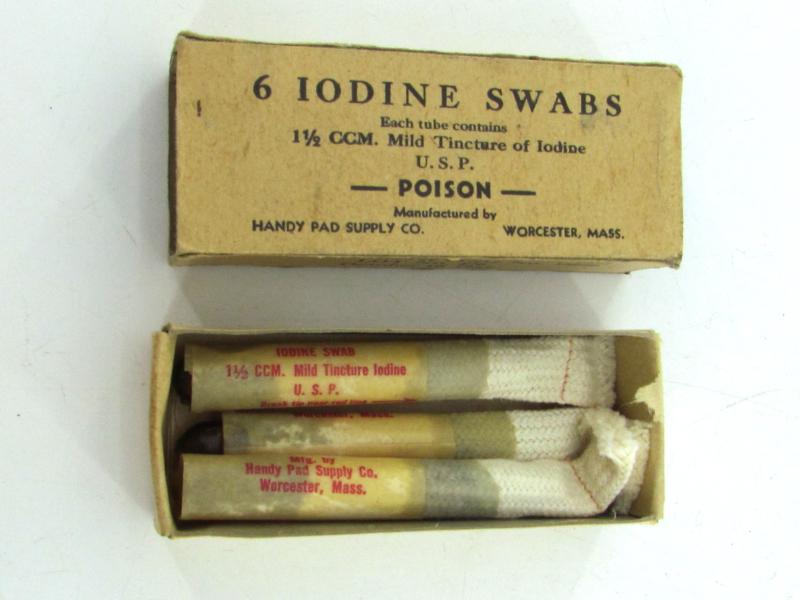 6 IODINE SWABS
Each tube contains
1½ CCM. Mild Tincture of Iodine
U. S. P.
— POISON —
Manufactured by
HANDY PAD SUPPLY CO. WORCESTER, MASS.
IODINE SWAB
1½ CCM. Mild Tincture Iodine
U. S. P.
Worcester, Mass.
Mfg. by
Handy Pad Supply Co.
Worcester, Mass.